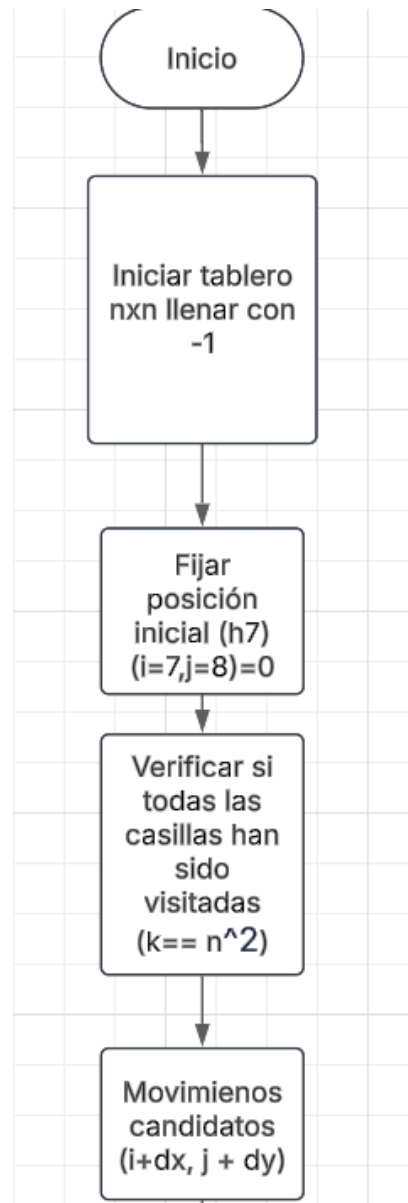 Inicio
Iniciar tablero
nxn llenar con
-1
Fijar
posición
inicial (h7)
(i=7,j=8)=0
Verificar si
todas las
casillas han
sido
visitadas
(k== n^2)
Movimienos
candidatos
(i+dx, j + dy)